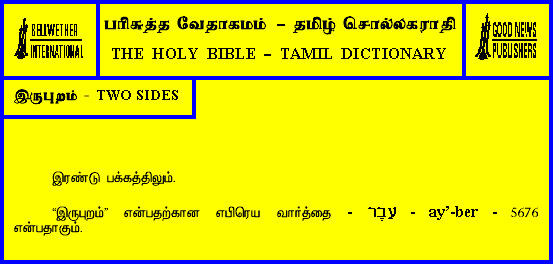 BELLWETHER
INTERNATIONAL
பரிசுத்த வேதாகமம் – தமிழ் சொல்லகராதி
THE HOLY BIBLE – TAMIL DICTIONARY
GOOD NEWS
PUBLISHERS
இருபுறம் - TWO SIDES
இரண்டு பக்கத்திலும்.
“இருபுறம்” என்பதற்கான எபிரெய வார்த்தை - עֵבֶר - ay’-ber - 5676
என்பதாகும்.